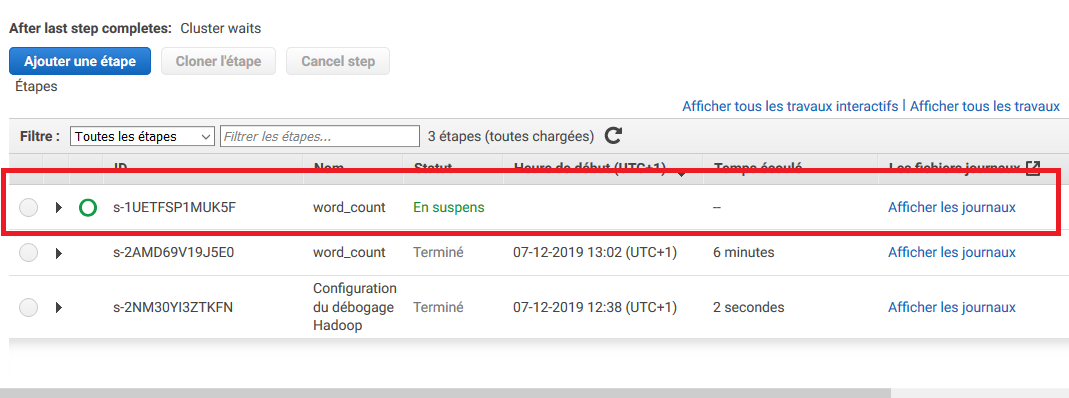 After last step completes: Cluster waits
Ajouter une étape Cloner l'étape Cancel step
Étapes
Afficher tous les travaux interactifs | Afficher tous les travaux
Filtre : Toutes les étapes Filtrer les étapes... 3 étapes (toutes chargées)
ID Nom Statut Heure de début (UTC+1) Temps écoulé Les fichiers journaux
s-1UETFSP1MUK5F word_count En suspens -- Afficher les journaux
s-2AMD69V19J5E0 word_count Terminé 07-12-2019 13:02 (UTC+1) 6 minutes Afficher les journaux
Configuration
s-2NM30YI3ZTKFN du débogage Terminé 07-12-2019 12:38 (UTC+1) 2 secondes Afficher les journaux
Hadoop